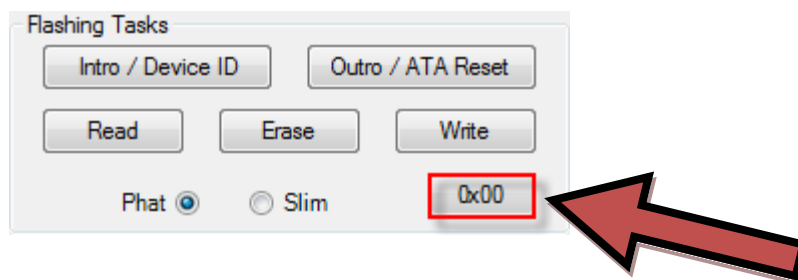 Flashing Tasks
Intro / Device ID Outro / ATA Reset
Read Erase Write
Phat Slim 0x00